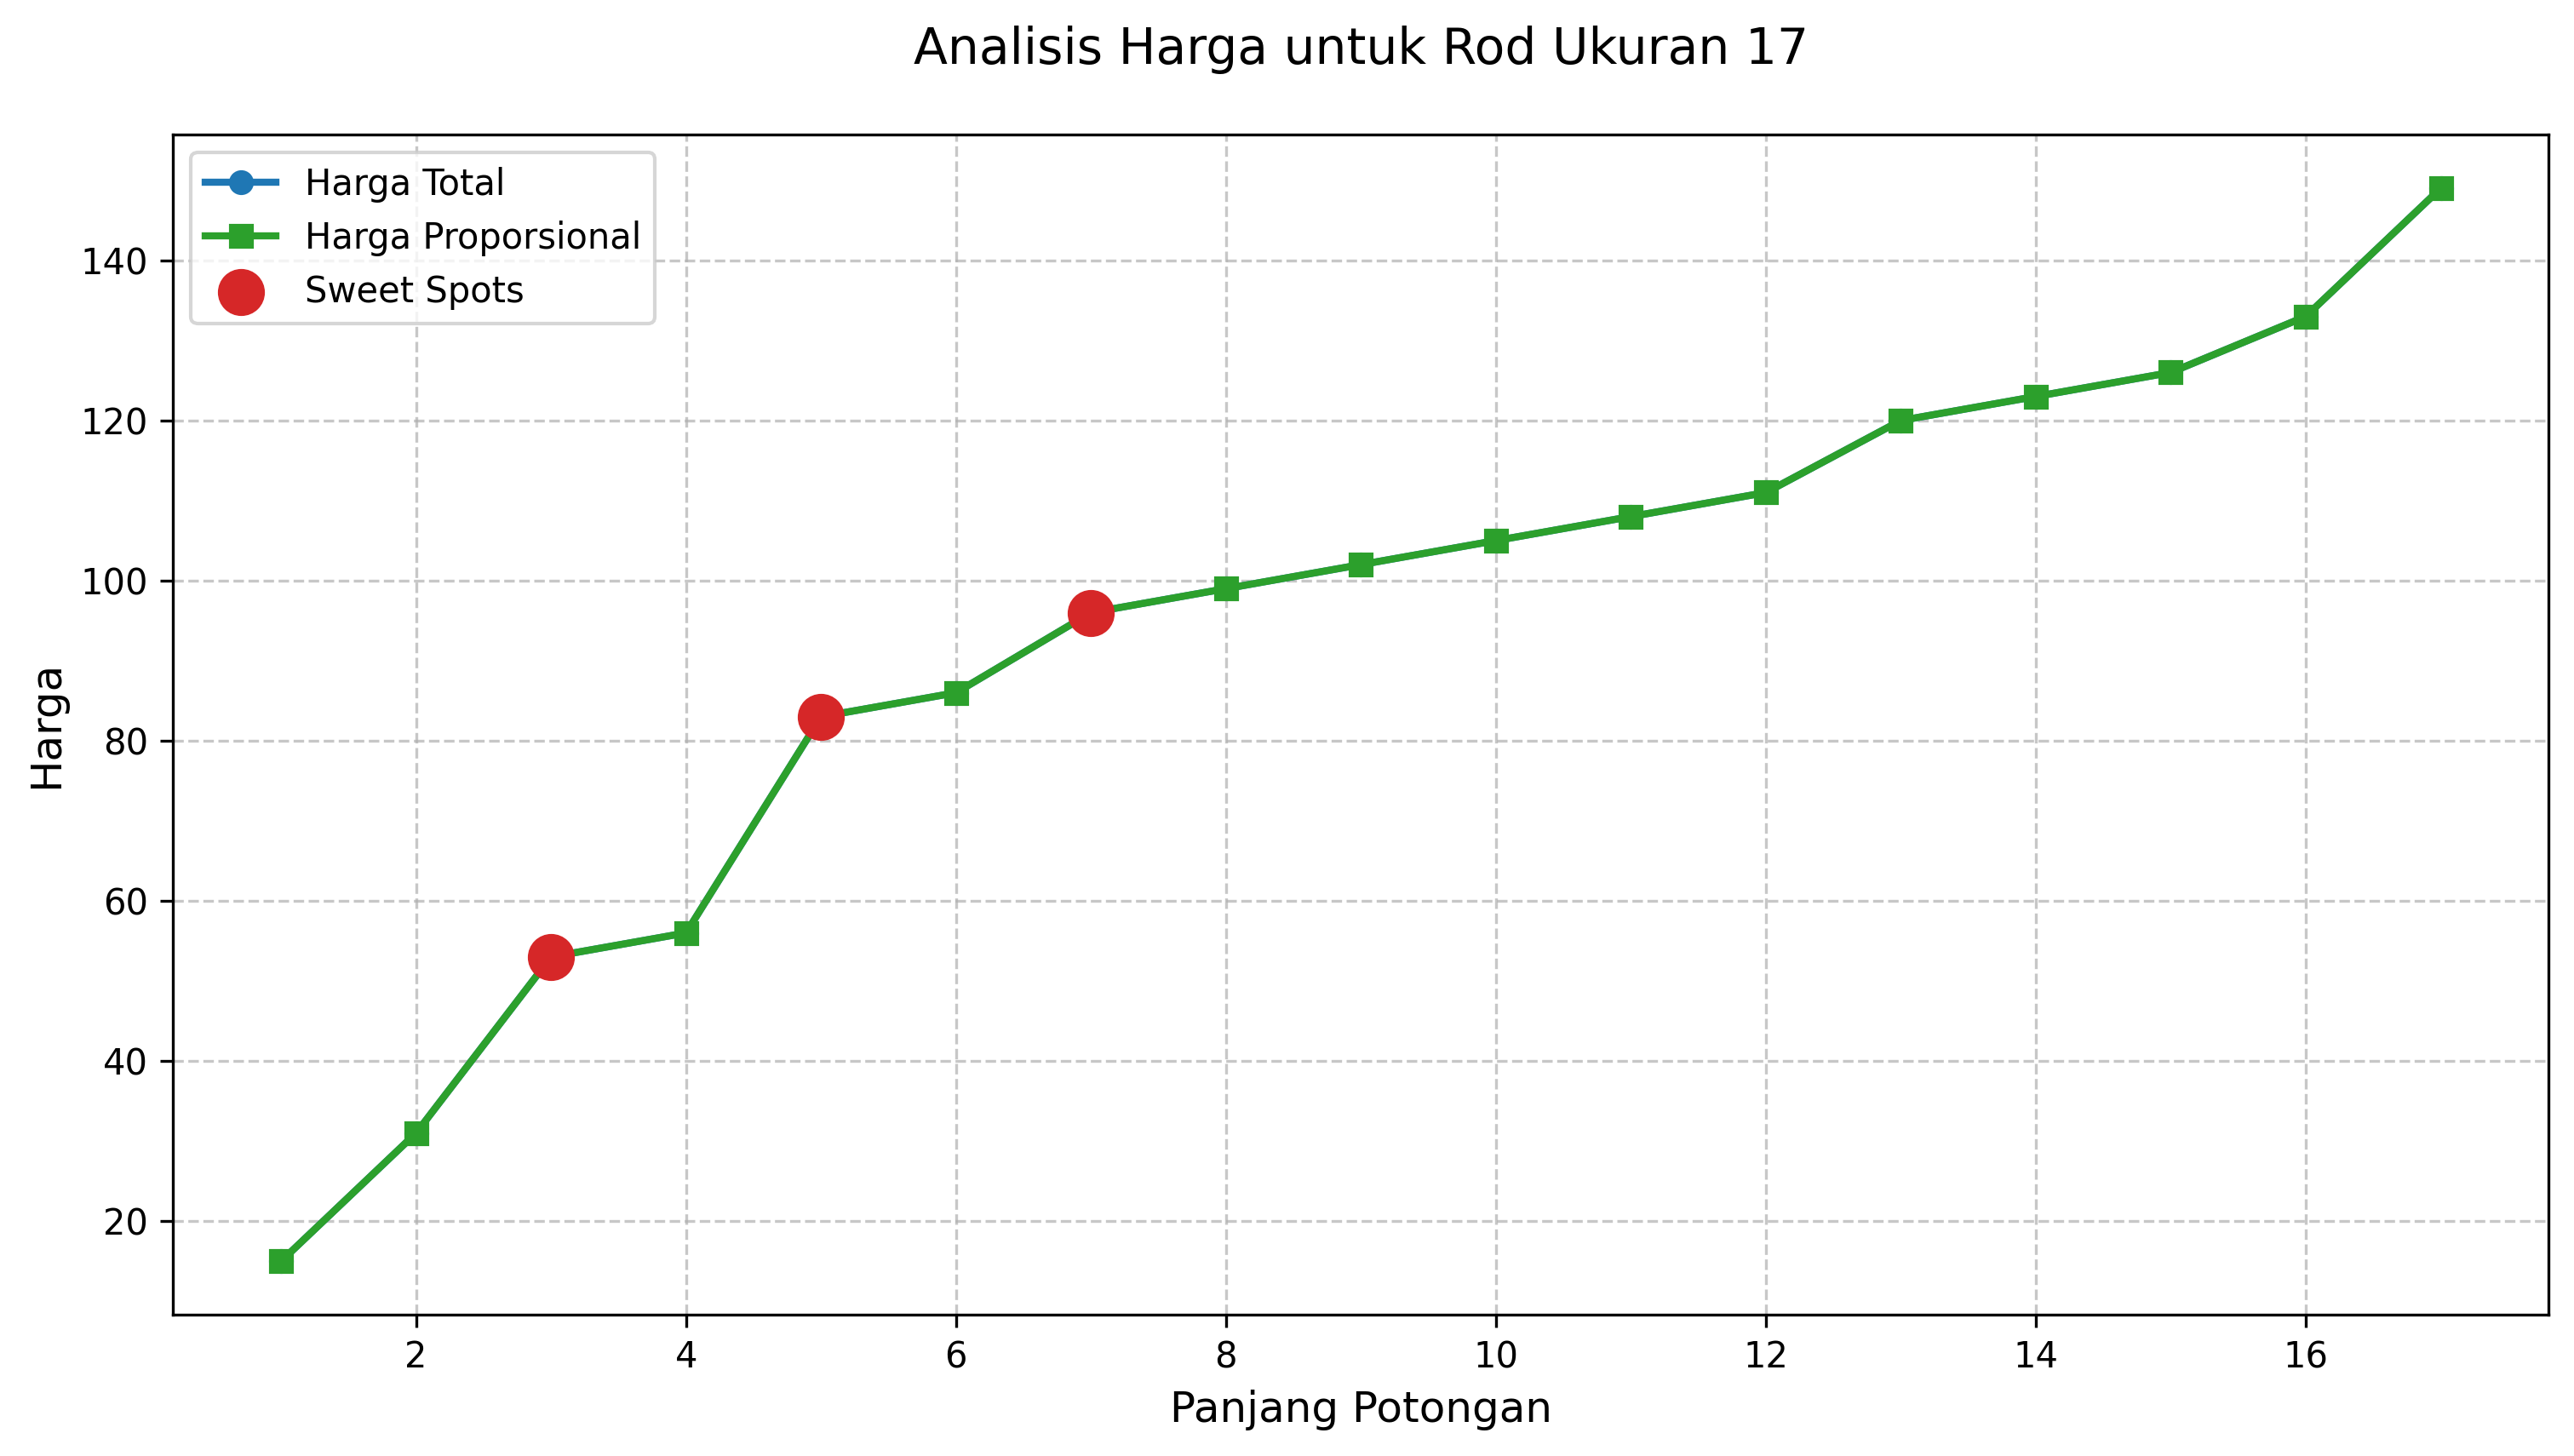 Analisis Harga untuk Rod Ukuran 17
Harga Total
Harga Proporsional
Sweet Spots
Harga
140
120
100
80
60
40
20
2 4 6 8 10 12 14 16
Panjang Potongan